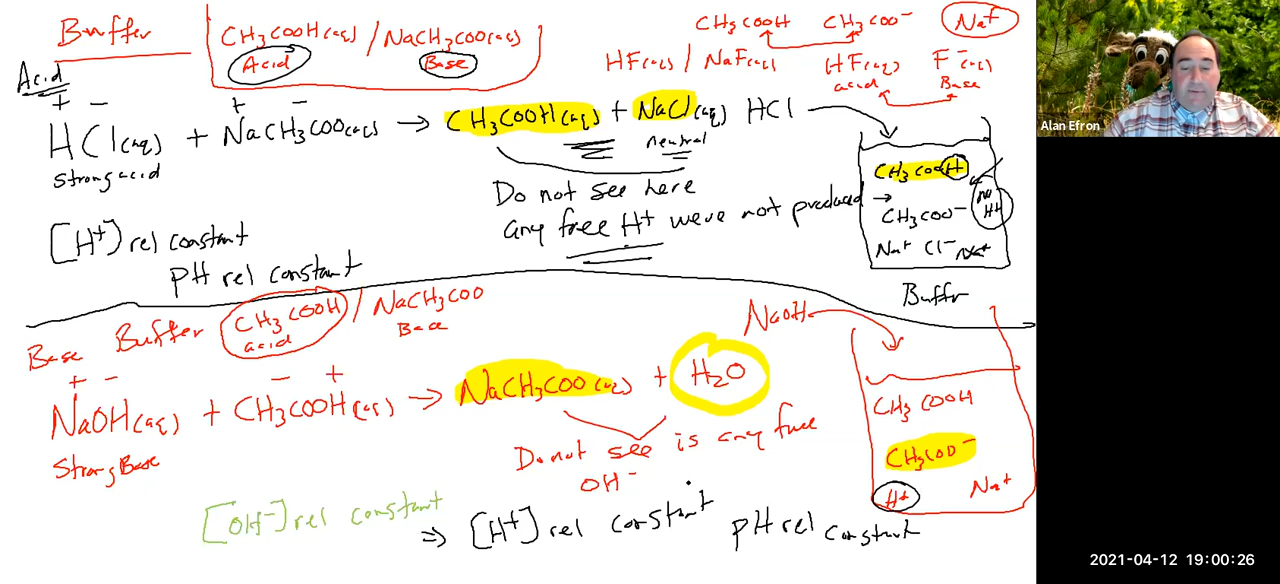 Buffer
CH3COOH(aq) / NaCH3COO(aq)
Acid Base
CH3COOH CH3COO⁻ Na⁺
HF(aq) / NaF(aq) HF(aq) F⁻(aq)
acid Base
Acid
+ − + −
HCl(aq) + NaCH3COO(aq) → CH3COOH(aq) + NaCl(aq) HCl
Strong acid neutral
Do not see here
any free H⁺ were not produced
[H⁺] rel constant
pH rel constant
CH3COOH
CH3COO⁻ no H⁺
Na⁺ Cl⁻ Na⁺
Buffr
Base Buffer CH3COOH / NaCH3COO
acid Base
NaOH
+ − − +
NaOH(aq) + CH3COOH(aq) → NaCH3COO(aq) + H2O
Strong Base
Do not see is any free
OH⁻
CH3COOH
CH3COO⁻
H⁺ Na⁺
[OH⁻] rel constant
⇒ [H⁺] rel constant pH rel constant
Alan Efron
2021-04-12 19:00:26